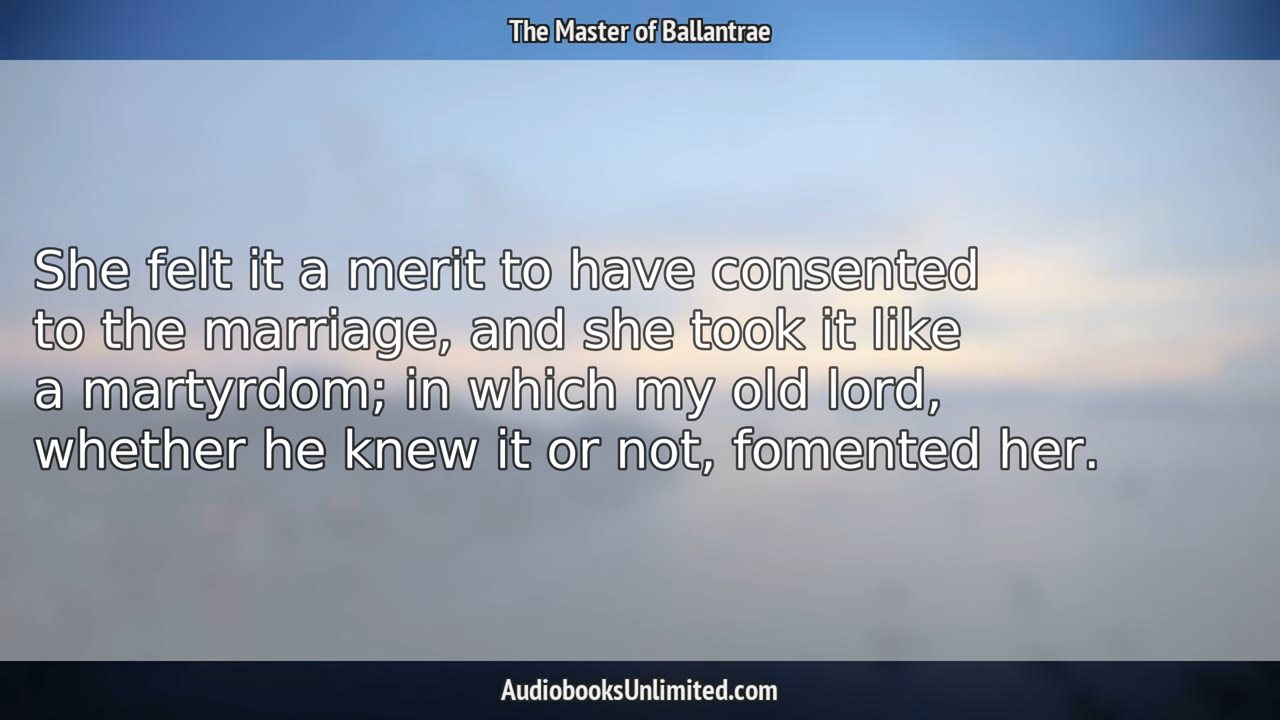 The Master of Ballantrae
She felt it a merit to have consented
to the marriage, and she took it like
a martyrdom; in which my old lord,
whether he knew it or not, fomented her.
AudiobooksUnlimited.com